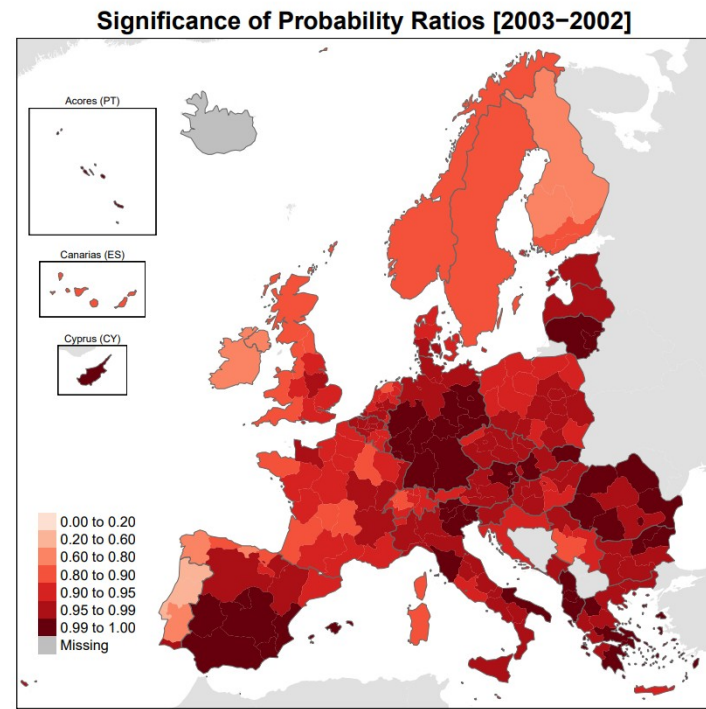 Significance of Probability Ratios [2003−2002]
Acores (PT)
Canarias (ES)
Cyprus (CY)
0.00 to 0.20
0.20 to 0.60
0.60 to 0.80
0.80 to 0.90
0.90 to 0.95
0.95 to 0.99
0.99 to 1.00
Missing